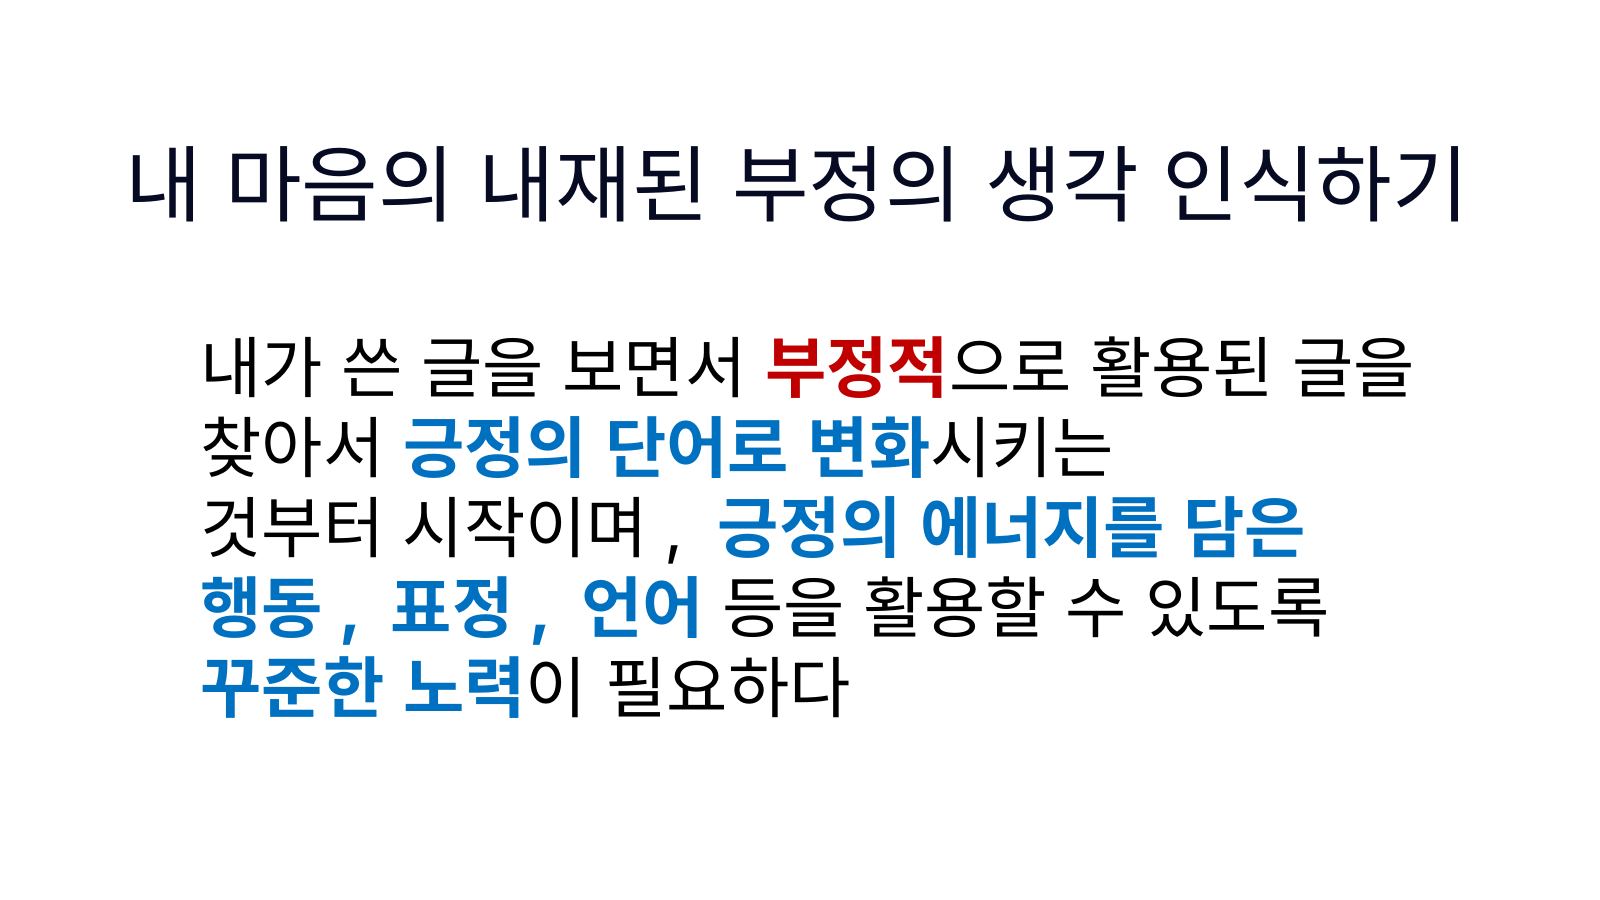 내 마음의 내재된 부정의 생각 인식하기
내가 쓴 글을 보면서 부정적으로 활용된 글을
찾아서 긍정의 단어로 변화시키는
것부터 시작이며 , 긍정의 에너지를 담은
행동 , 표정 , 언어 등을 활용할 수 있도록
꾸준한 노력이 필요하다